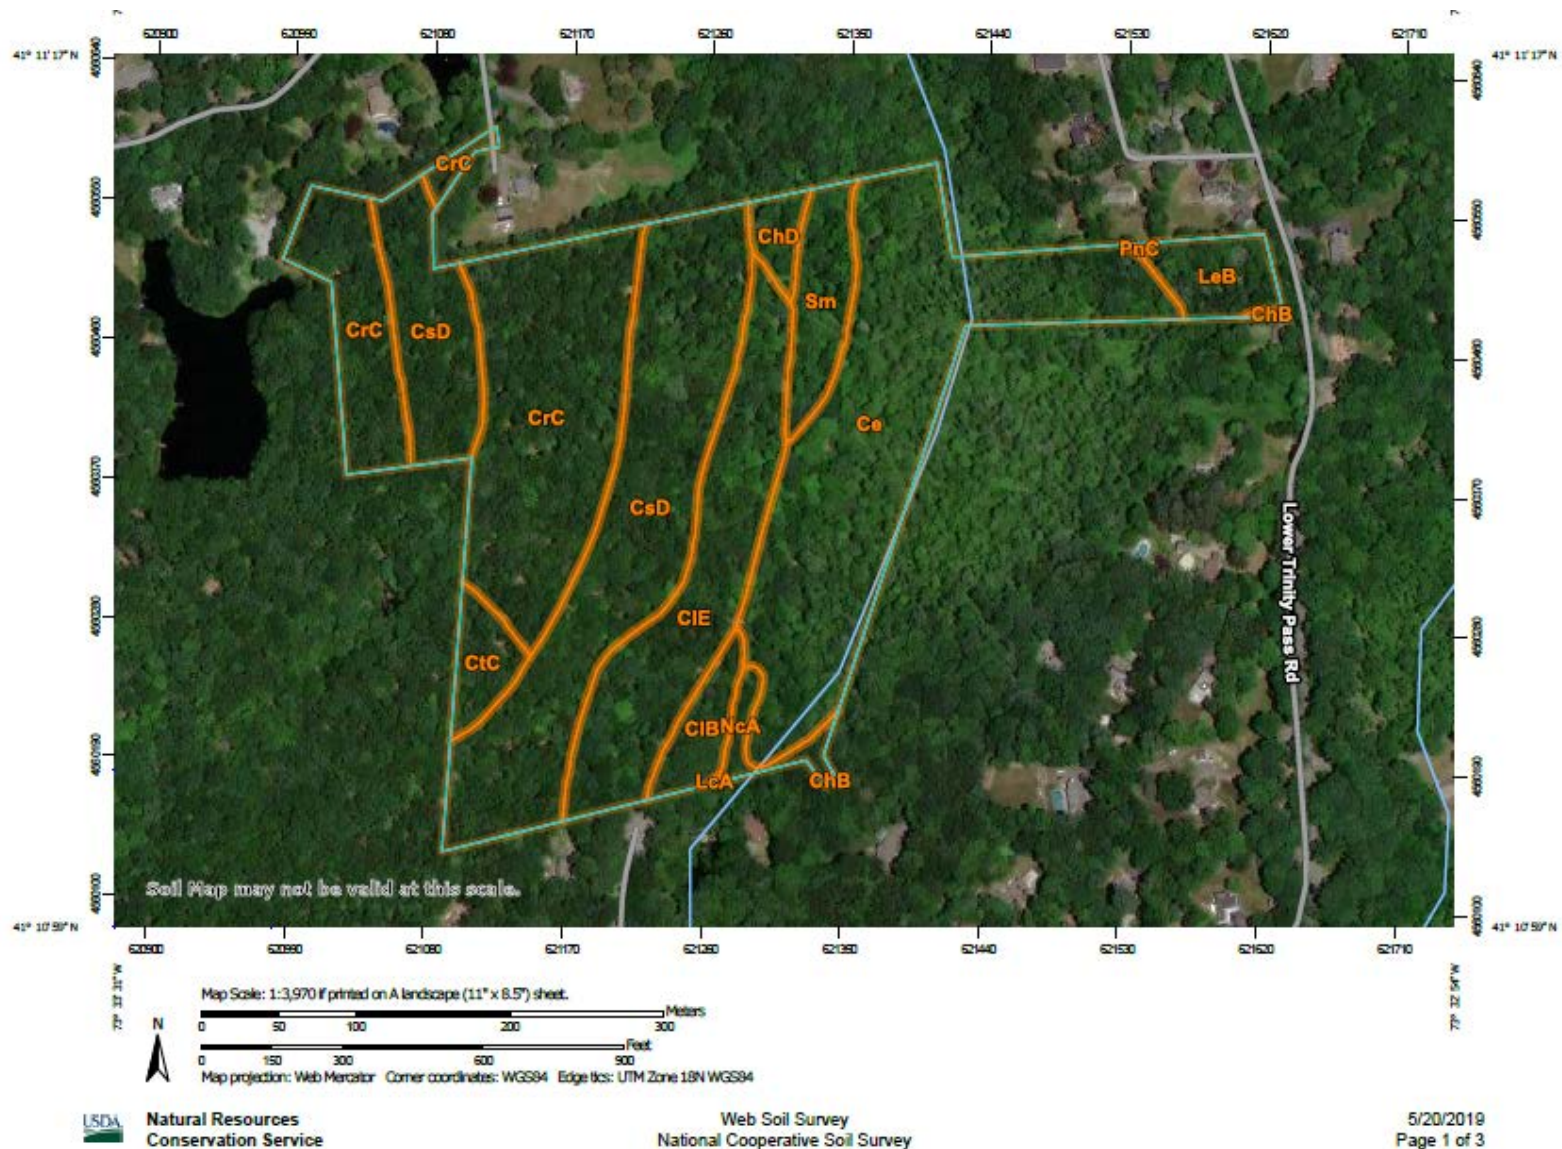 620900 620990 621080 621170 621260 621350 621440 621530 621620 621710
41° 11' 17" N 41° 11' 17" N
CrC
ChD
PnC
LeB
Sm
CrC CsD
ChB
CrC
Ce
CsD
Lower Trinity Pass Rd
ClE
CtC
ClB NcA
LcA ChB
Soil Map may not be valid at this scale.
41° 10' 59" N 41° 10' 59" N
620900 620990 621080 621170 621260 621350 621440 621530 621620 621710
73° 33' 31" W
73° 32' 54" W
Map Scale: 1:3,970 if printed on A landscape (11" x 8.5") sheet.
Meters
N 0 50 100 200 300
Feet
0 150 300 600 900
Map projection: Web Mercator Corner coordinates: WGS84 Edge tics: UTM Zone 18N WGS84
USDA Natural Resources
Conservation Service
Web Soil Survey
National Cooperative Soil Survey
5/20/2019
Page 1 of 3